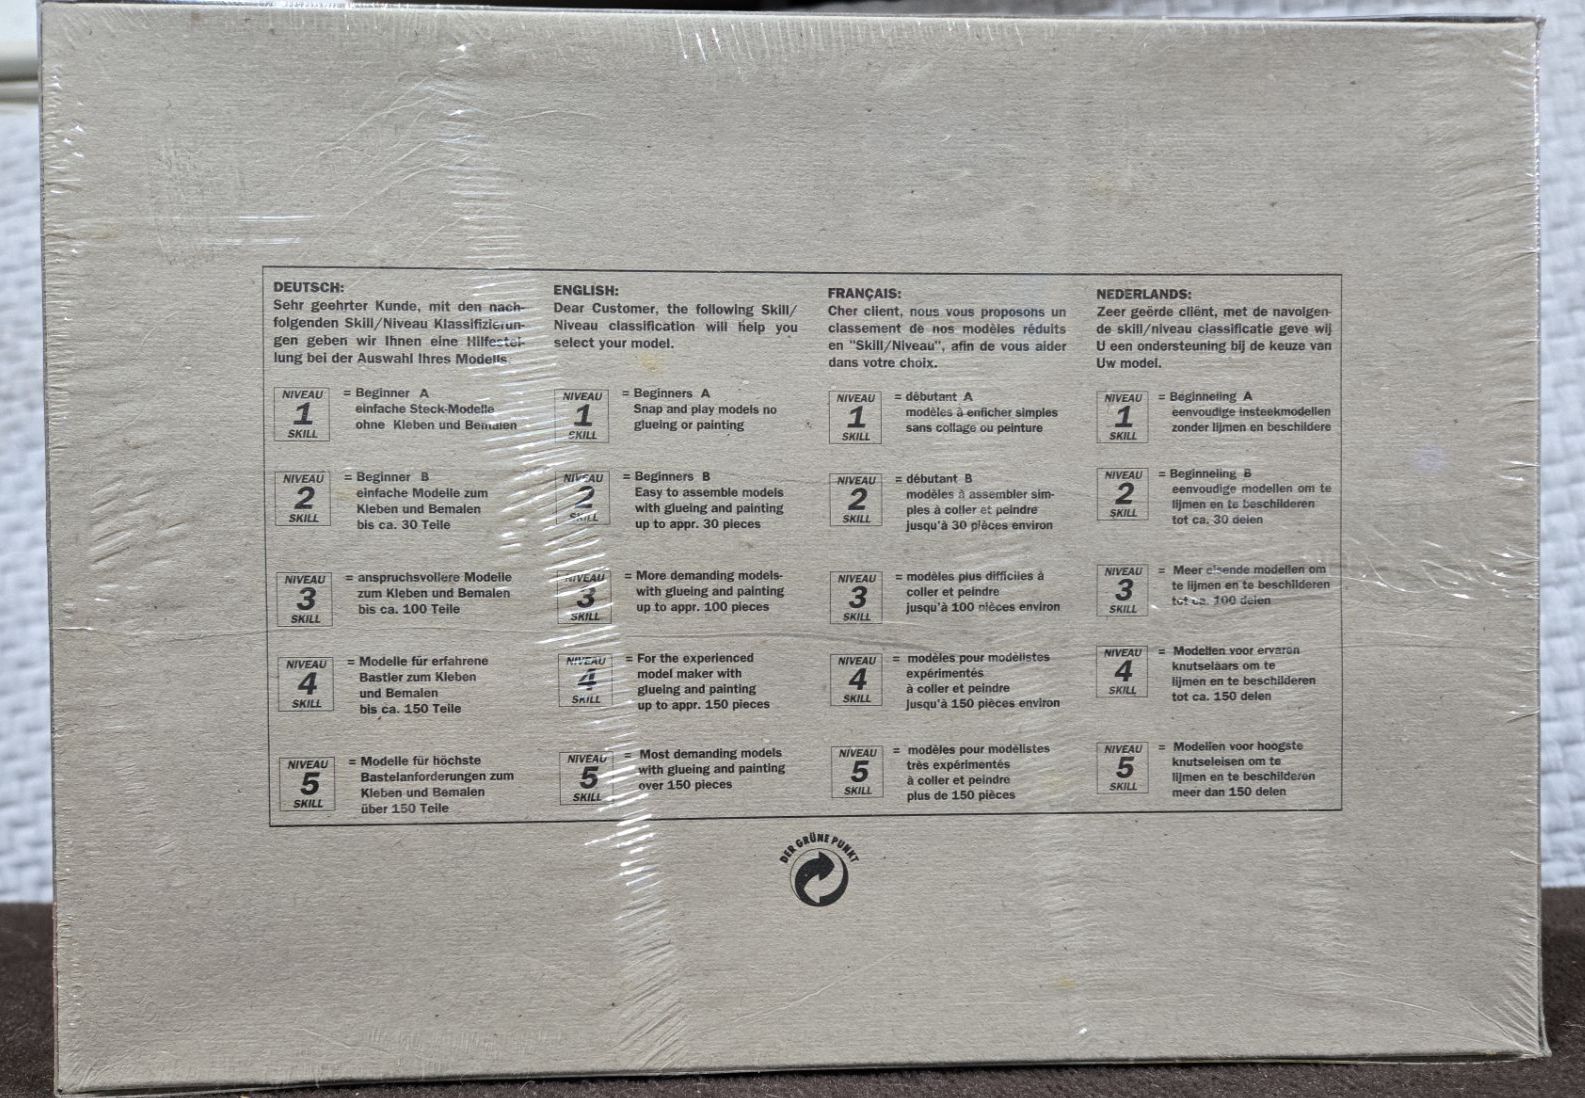 DEUTSCH:
Sehr geehrter Kunde, mit den nach-
folgenden Skill/Niveau Klassifizierun-
gen geben wir Ihnen eine Hilfestel-
lung bei der Auswahl Ihres Modells.
NIVEAU
1
SKILL
= Beginner A
einfache Steck-Modelle
ohne Kleben und Bemalen
NIVEAU
2
SKILL
= Beginner B
einfache Modelle zum
Kleben und Bemalen
bis ca. 30 Teile
NIVEAU
3
SKILL
= anspruchsvollere Modelle
zum Kleben und Bemalen
bis ca. 100 Teile
NIVEAU
4
SKILL
= Modelle für erfahrene
Bastler zum Kleben
und Bemalen
bis ca. 150 Teile
NIVEAU
5
SKILL
= Modelle für höchste
Bastelanforderungen zum
Kleben und Bemalen
über 150 Teile
ENGLISH:
Dear Customer, the following Skill/
Niveau classification will help you
select your model.
NIVEAU
1
SKILL
= Beginners A
Snap and play models no
glueing or painting
NIVEAU
2
SKILL
= Beginners B
Easy to assemble models
with glueing and painting
up to appr. 30 pieces
NIVEAU
3
SKILL
= More demanding models-
with glueing and painting
up to appr. 100 pieces
NIVEAU
4
SKILL
= For the experienced
model maker with
glueing and painting
up to appr. 150 pieces
NIVEAU
5
SKILL
= Most demanding models
with glueing and painting
over 150 pieces
FRANÇAIS:
Cher client, nous vous proposons un
classement de nos modèles réduits
en "Skill/Niveau", afin de vous aider
dans votre choix.
NIVEAU
1
SKILL
= débutant A
modèles à enficher simples
sans collage ou peinture
NIVEAU
2
SKILL
= débutant B
modèles à assembler sim-
ples à coller et peindre
jusqu'à 30 pièces environ
NIVEAU
3
SKILL
= modèles plus difficiles à
coller et peindre
jusqu'à 100 pièces environ
NIVEAU
4
SKILL
= modèles pour modélistes
expérimentés
à coller et peindre
jusqu'à 150 pièces environ
NIVEAU
5
SKILL
= modèles pour modélistes
très expérimentés
à coller et peindre
plus de 150 pièces
NEDERLANDS:
Zeer geërde cliënt, met de navolgen-
de skill/niveau classificatie geve wij
U een ondersteuning bij de keuze van
Uw model.
NIVEAU
1
SKILL
= Beginneling A
eenvoudige insteekmodellen
zonder lijmen en beschildere
NIVEAU
2
SKILL
= Beginneling B
eenvoudige modellen om te
lijmen en te beschilderen
tot ca. 30 delen
NIVEAU
3
SKILL
= Meer eisende modellen om
te lijmen en te beschilderen
tot ca. 100 delen
NIVEAU
4
SKILL
= Modellen voor ervaren
knutselaars om te
lijmen en te beschilderen
tot ca. 150 delen
NIVEAU
5
SKILL
= Modellen voor hoogste
knutseleisen om te
lijmen en te beschilderen
meer dan 150 delen
DER GRÜNE PUNKT